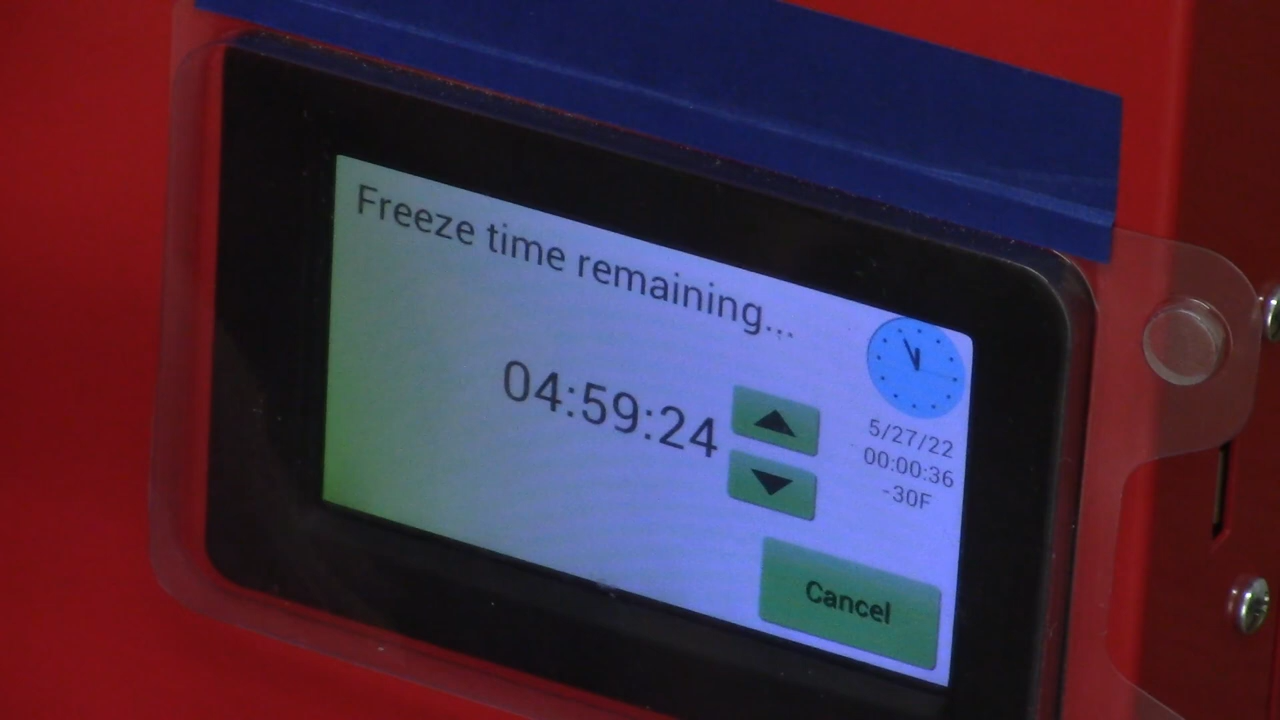 Freeze time remaining...
04:59:24
5/27/22
00:00:36
-30F
Cancel